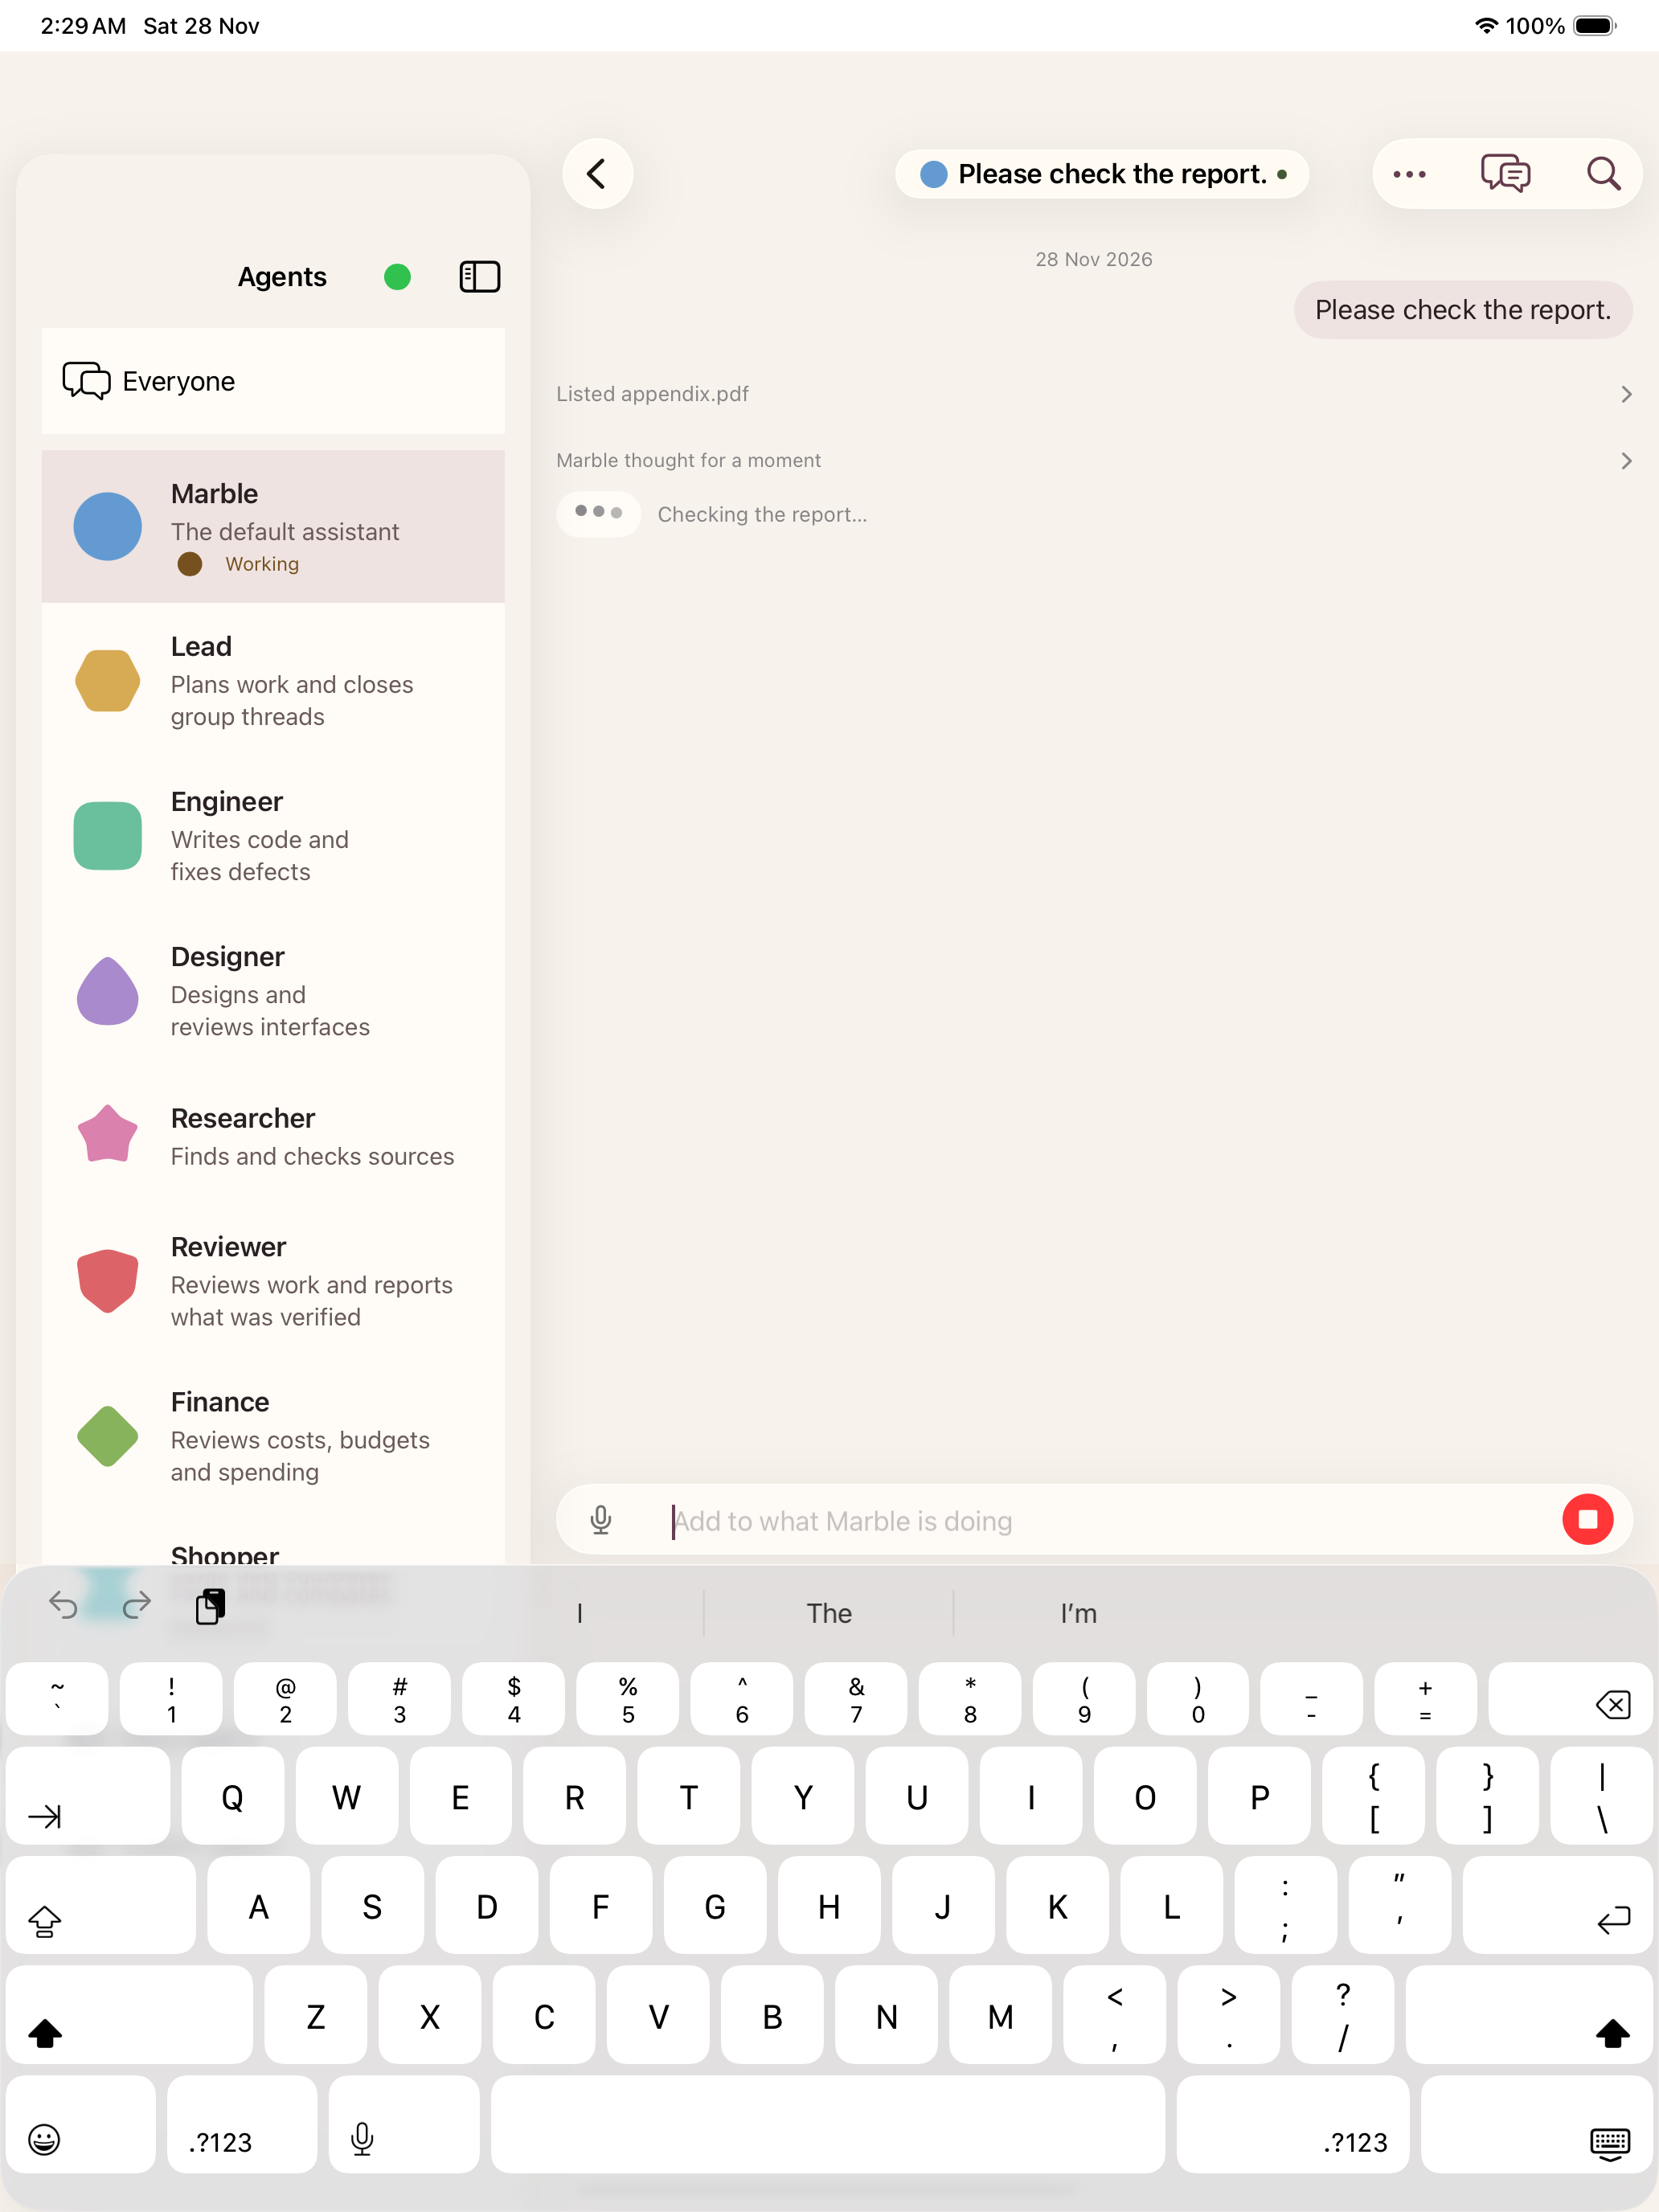 2:29 AM Sat 28 Nov
100%
Agents
Everyone
Marble
The default assistant
Working
Lead
Plans work and closes
group threads
Engineer
Writes code and
fixes defects
Designer
Designs and
reviews interfaces
Researcher
Finds and checks sources
Reviewer
Reviews work and reports
what was verified
Finance
Reviews costs, budgets
and spending
Shopper
Please check the report.
28 Nov 2026
Please check the report.
Listed appendix.pdf
Marble thought for a moment
Checking the report...
Add to what Marble is doing
I The I'm
~ ! @ # $ % ^ & * ( ) _ +
` 1 2 3 4 5 6 7 8 9 0 - =
Q W E R T Y U I O P { } |
[ ] \
A S D F G H J K L : "
; '
Z X C V B N M < > ?
, . /
.?123 .?123